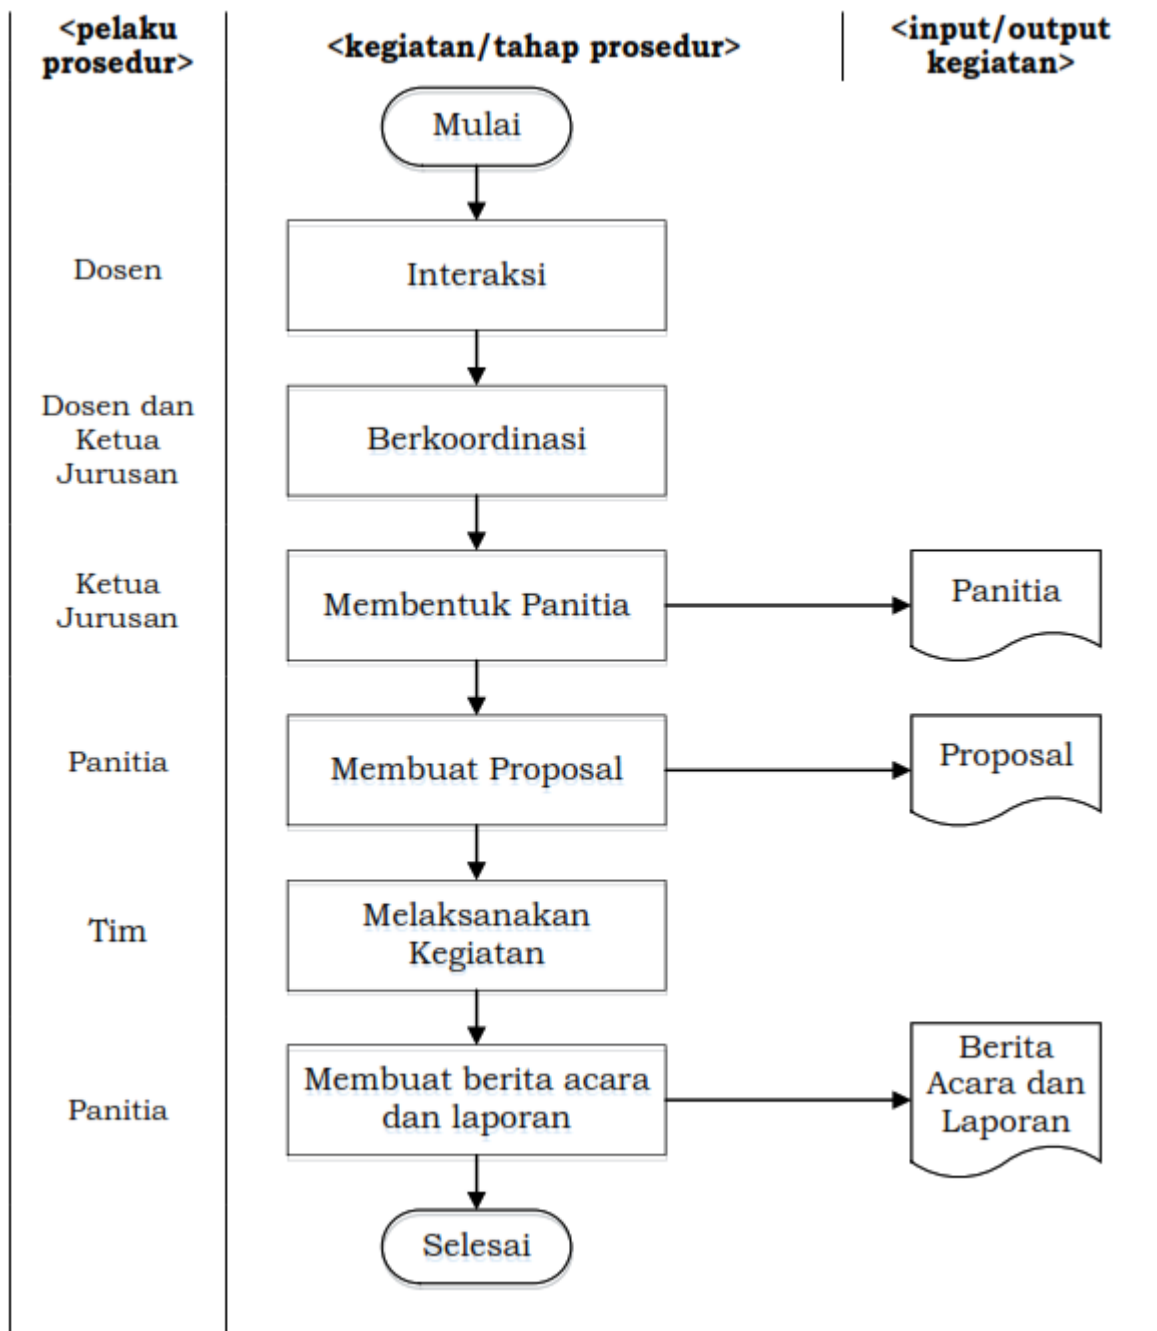 <pelaku
prosedur>
<kegiatan/tahap prosedur>
<input/output
kegiatan>
Mulai
Dosen
Interaksi
Dosen dan
Ketua
Jurusan
Berkoordinasi
Ketua
Jurusan
Membentuk Panitia
Panitia
Panitia
Membuat Proposal
Proposal
Tim
Melaksanakan
Kegiatan
Panitia
Membuat berita acara
dan laporan
Berita
Acara dan
Laporan
Selesai